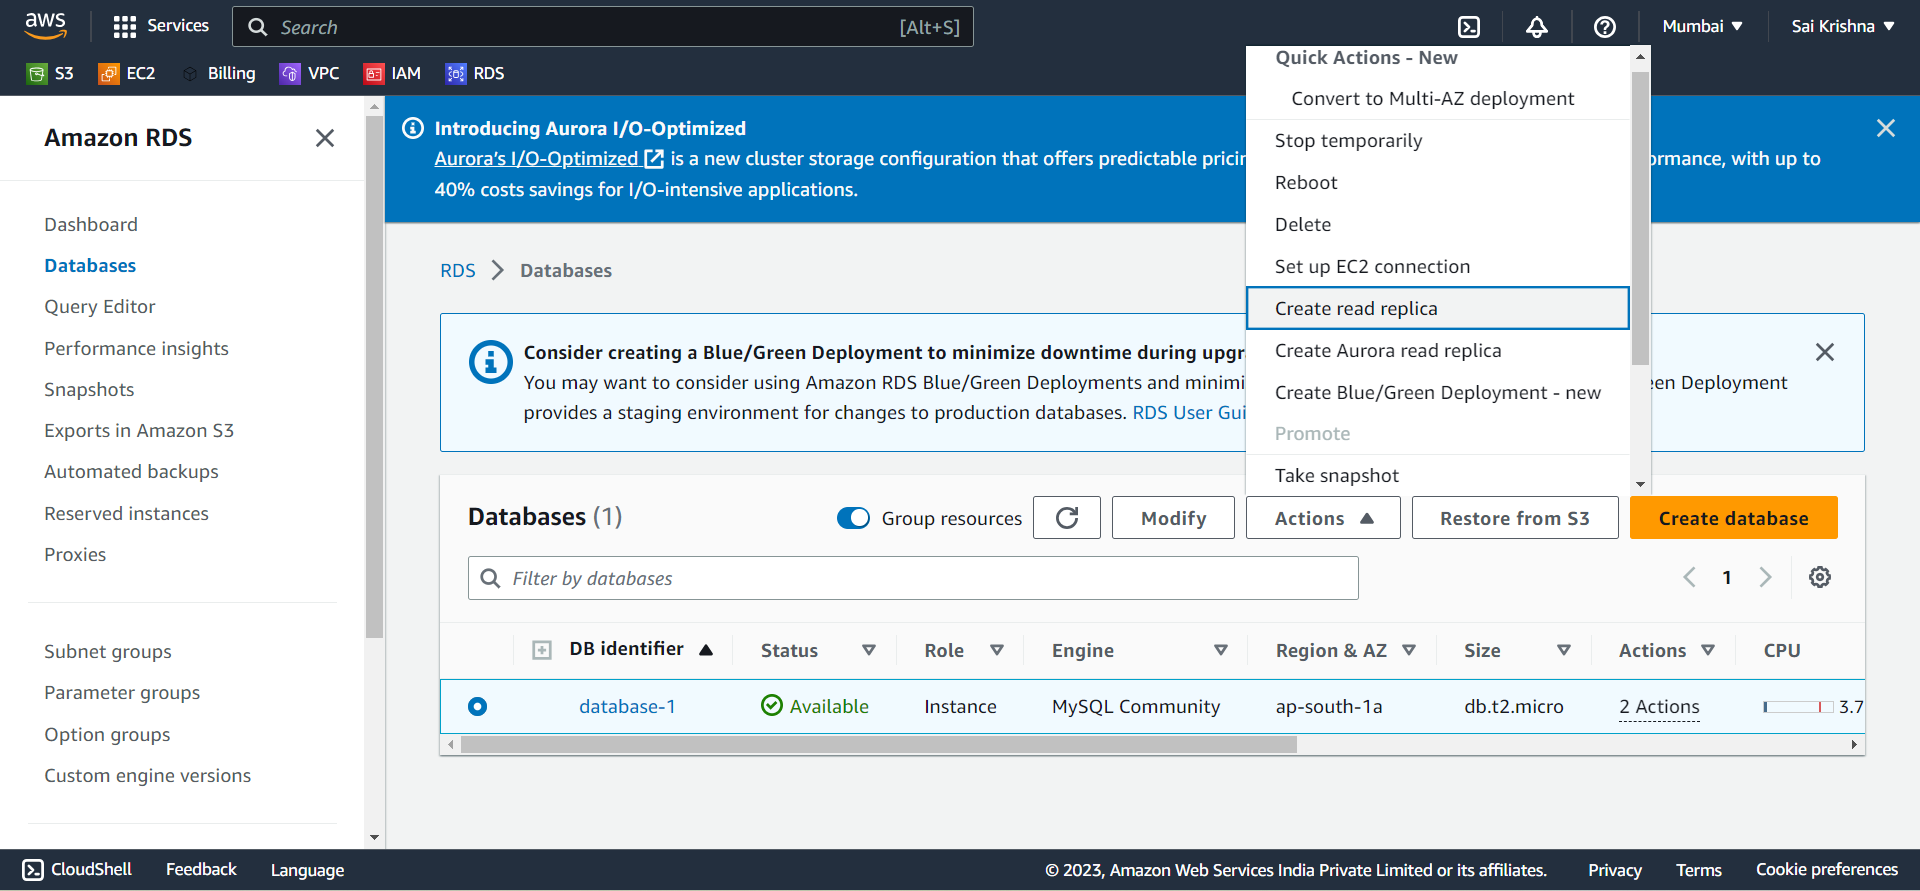 aws
Services
Search
[Alt+S]
Mumbai
Sai Krishna
S3
EC2
Billing
VPC
IAM
RDS
Amazon RDS
Dashboard
Databases
Query Editor
Performance insights
Snapshots
Exports in Amazon S3
Automated backups
Reserved instances
Proxies
Subnet groups
Parameter groups
Option groups
Custom engine versions
Introducing Aurora I/O-Optimized
Aurora's I/O-Optimized is a new cluster storage configuration that offers predictable pricin rmance, with up to
40% costs savings for I/O-intensive applications.
RDS
Databases
Consider creating a Blue/Green Deployment to minimize downtime during upgr
You may want to consider using Amazon RDS Blue/Green Deployments and minimi en Deployment
provides a staging environment for changes to production databases. RDS User Gui
Quick Actions - New
Convert to Multi-AZ deployment
Stop temporarily
Reboot
Delete
Set up EC2 connection
Create read replica
Create Aurora read replica
Create Blue/Green Deployment - new
Promote
Take snapshot
Databases (1)
Group resources
Modify
Actions
Restore from S3
Create database
Filter by databases
1
DB identifier
Status
Role
Engine
Region & AZ
Size
Actions
CPU
database-1
Available
Instance
MySQL Community
ap-south-1a
db.t2.micro
2 Actions
3.7
CloudShell
Feedback
Language
© 2023, Amazon Web Services India Private Limited or its affiliates.
Privacy
Terms
Cookie preferences